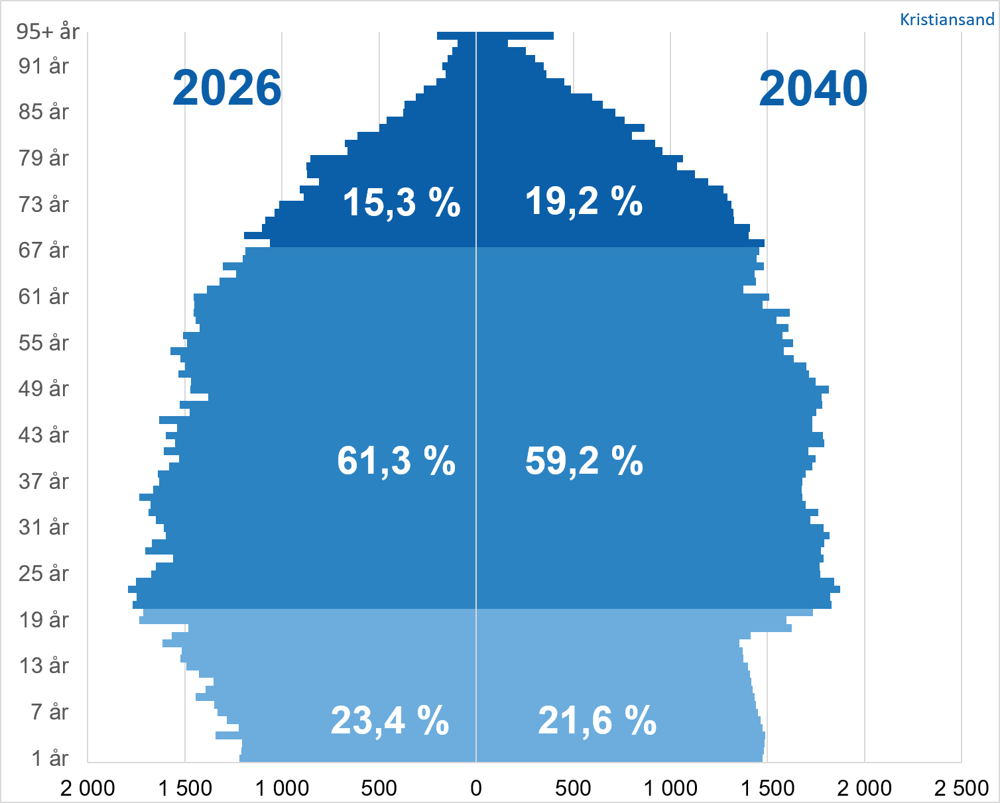 Kristiansand
95+ år
91 år
2026
2040
85 år
79 år
15,3 %
19,2 %
73 år
67 år
61 år
55 år
49 år
43 år
61,3 %
59,2 %
37 år
31 år
25 år
19 år
13 år
7 år
23,4 %
21,6 %
1 år
2 000 1 500 1 000 500 0 500 1 000 1 500 2 000 2 500